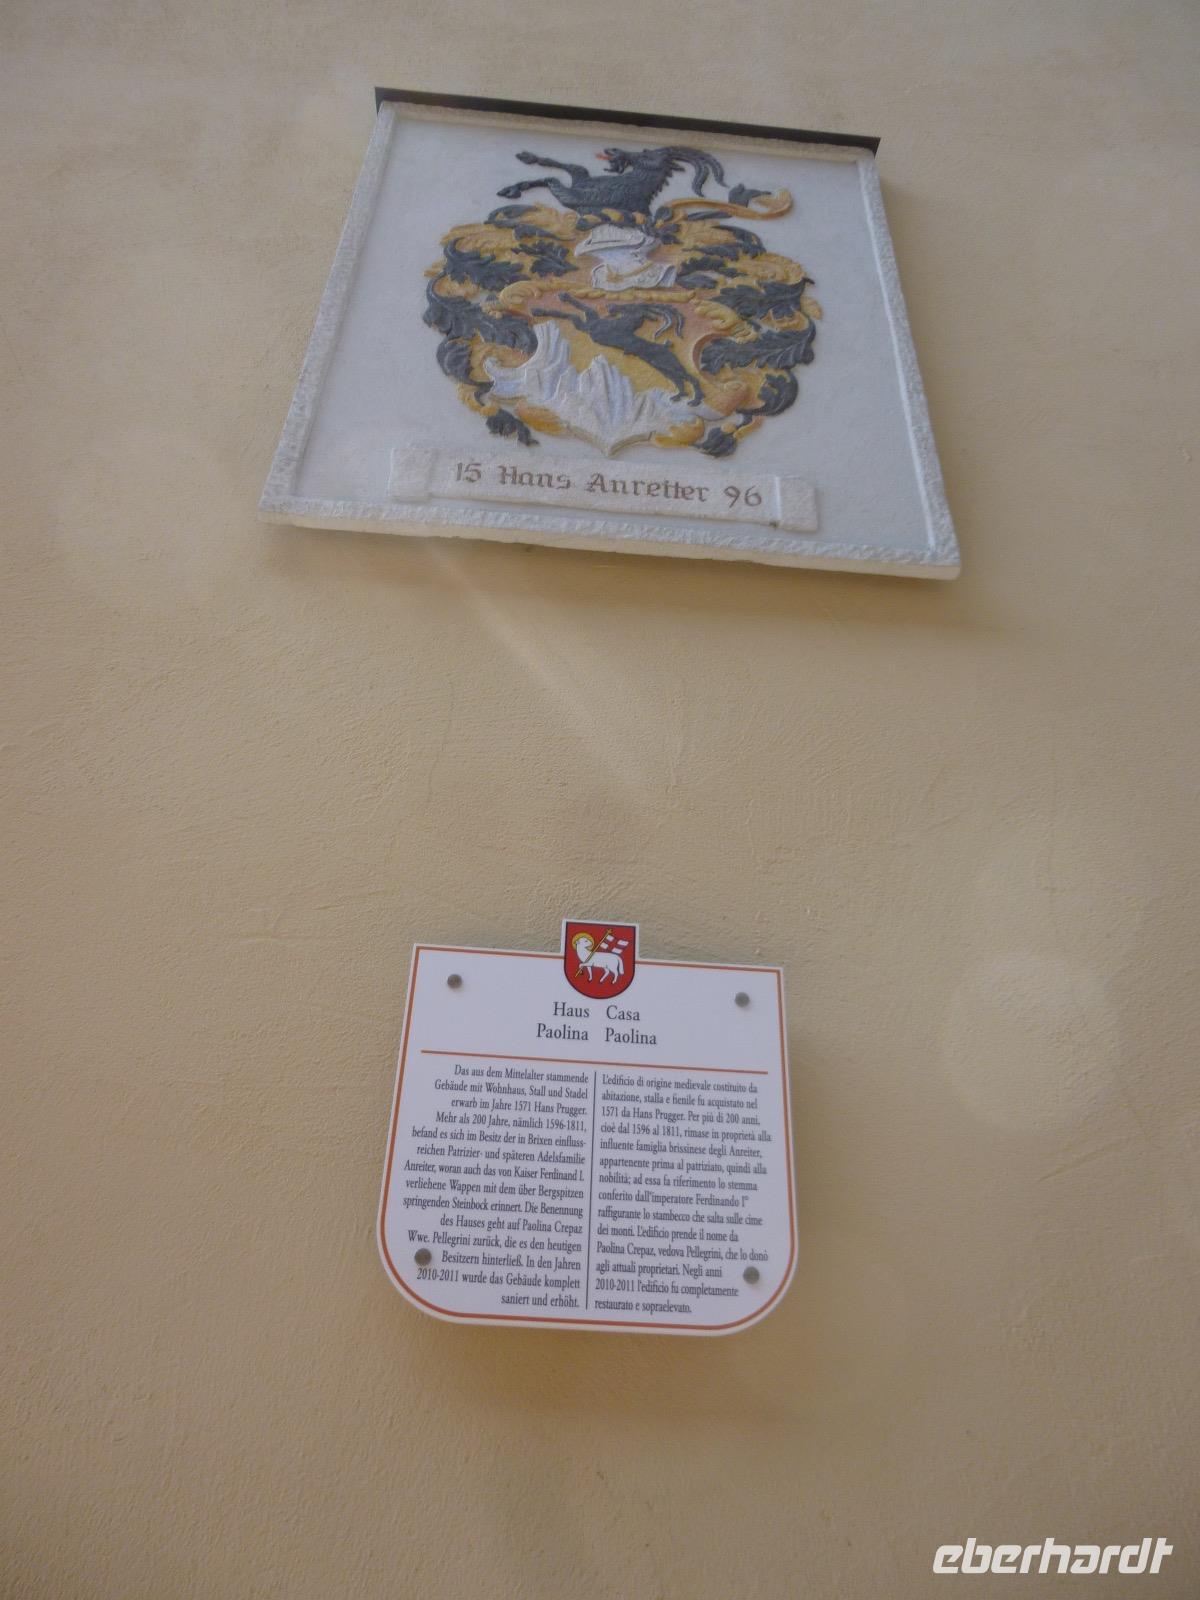 15 Hans Anreiter 96
Haus Casa
Paolina Paolina
Das aus dem Mittelalter stammende
Gebäude mit Wohnhaus, Stall und Stadel
erwarb im Jahre 1571 Hans Prugger.
Mehr als 200 Jahre, nämlich 1596-1811,
befand es sich im Besitz der in Brixen einfluss-
reichen Patrizier- und späteren Adelsfamilie
Anreiter, woran auch das von Kaiser Ferdinand I.
verliehene Wappen mit dem über Bergspitzen
springenden Steinbock erinnert. Die Benennung
des Hauses geht auf Paolina Crepaz
Wwe. Pellegrini zurück, die es den heutigen
Besitzern hinterließ. In den Jahren
2010-2011 wurde das Gebäude komplett
saniert und erhöht.
L'edificio di origine medievale costituito da
abitazione, stalla e fienile fu acquistato nel
1571 da Hans Prugger. Per più di 200 anni,
cioè dal 1596 al 1811, rimase in proprietà alla
influente famiglia brissinese degli Anreiter,
appartenente prima al patriziato, quindi alla
nobilità; ad essa fa riferimento lo stemma
conferito dall'imperatore Ferdinando I°
raffigurante lo stambecco che salta sulle cime
dei monti. L'edificio prende il nome da
Paolina Crepaz, vedova Pellegrini, che lo donò
agli attuali proprietari. Negli anni
2010-2011 l'edificio fu completamente
restaurato e sopraelevato.
eberhardt